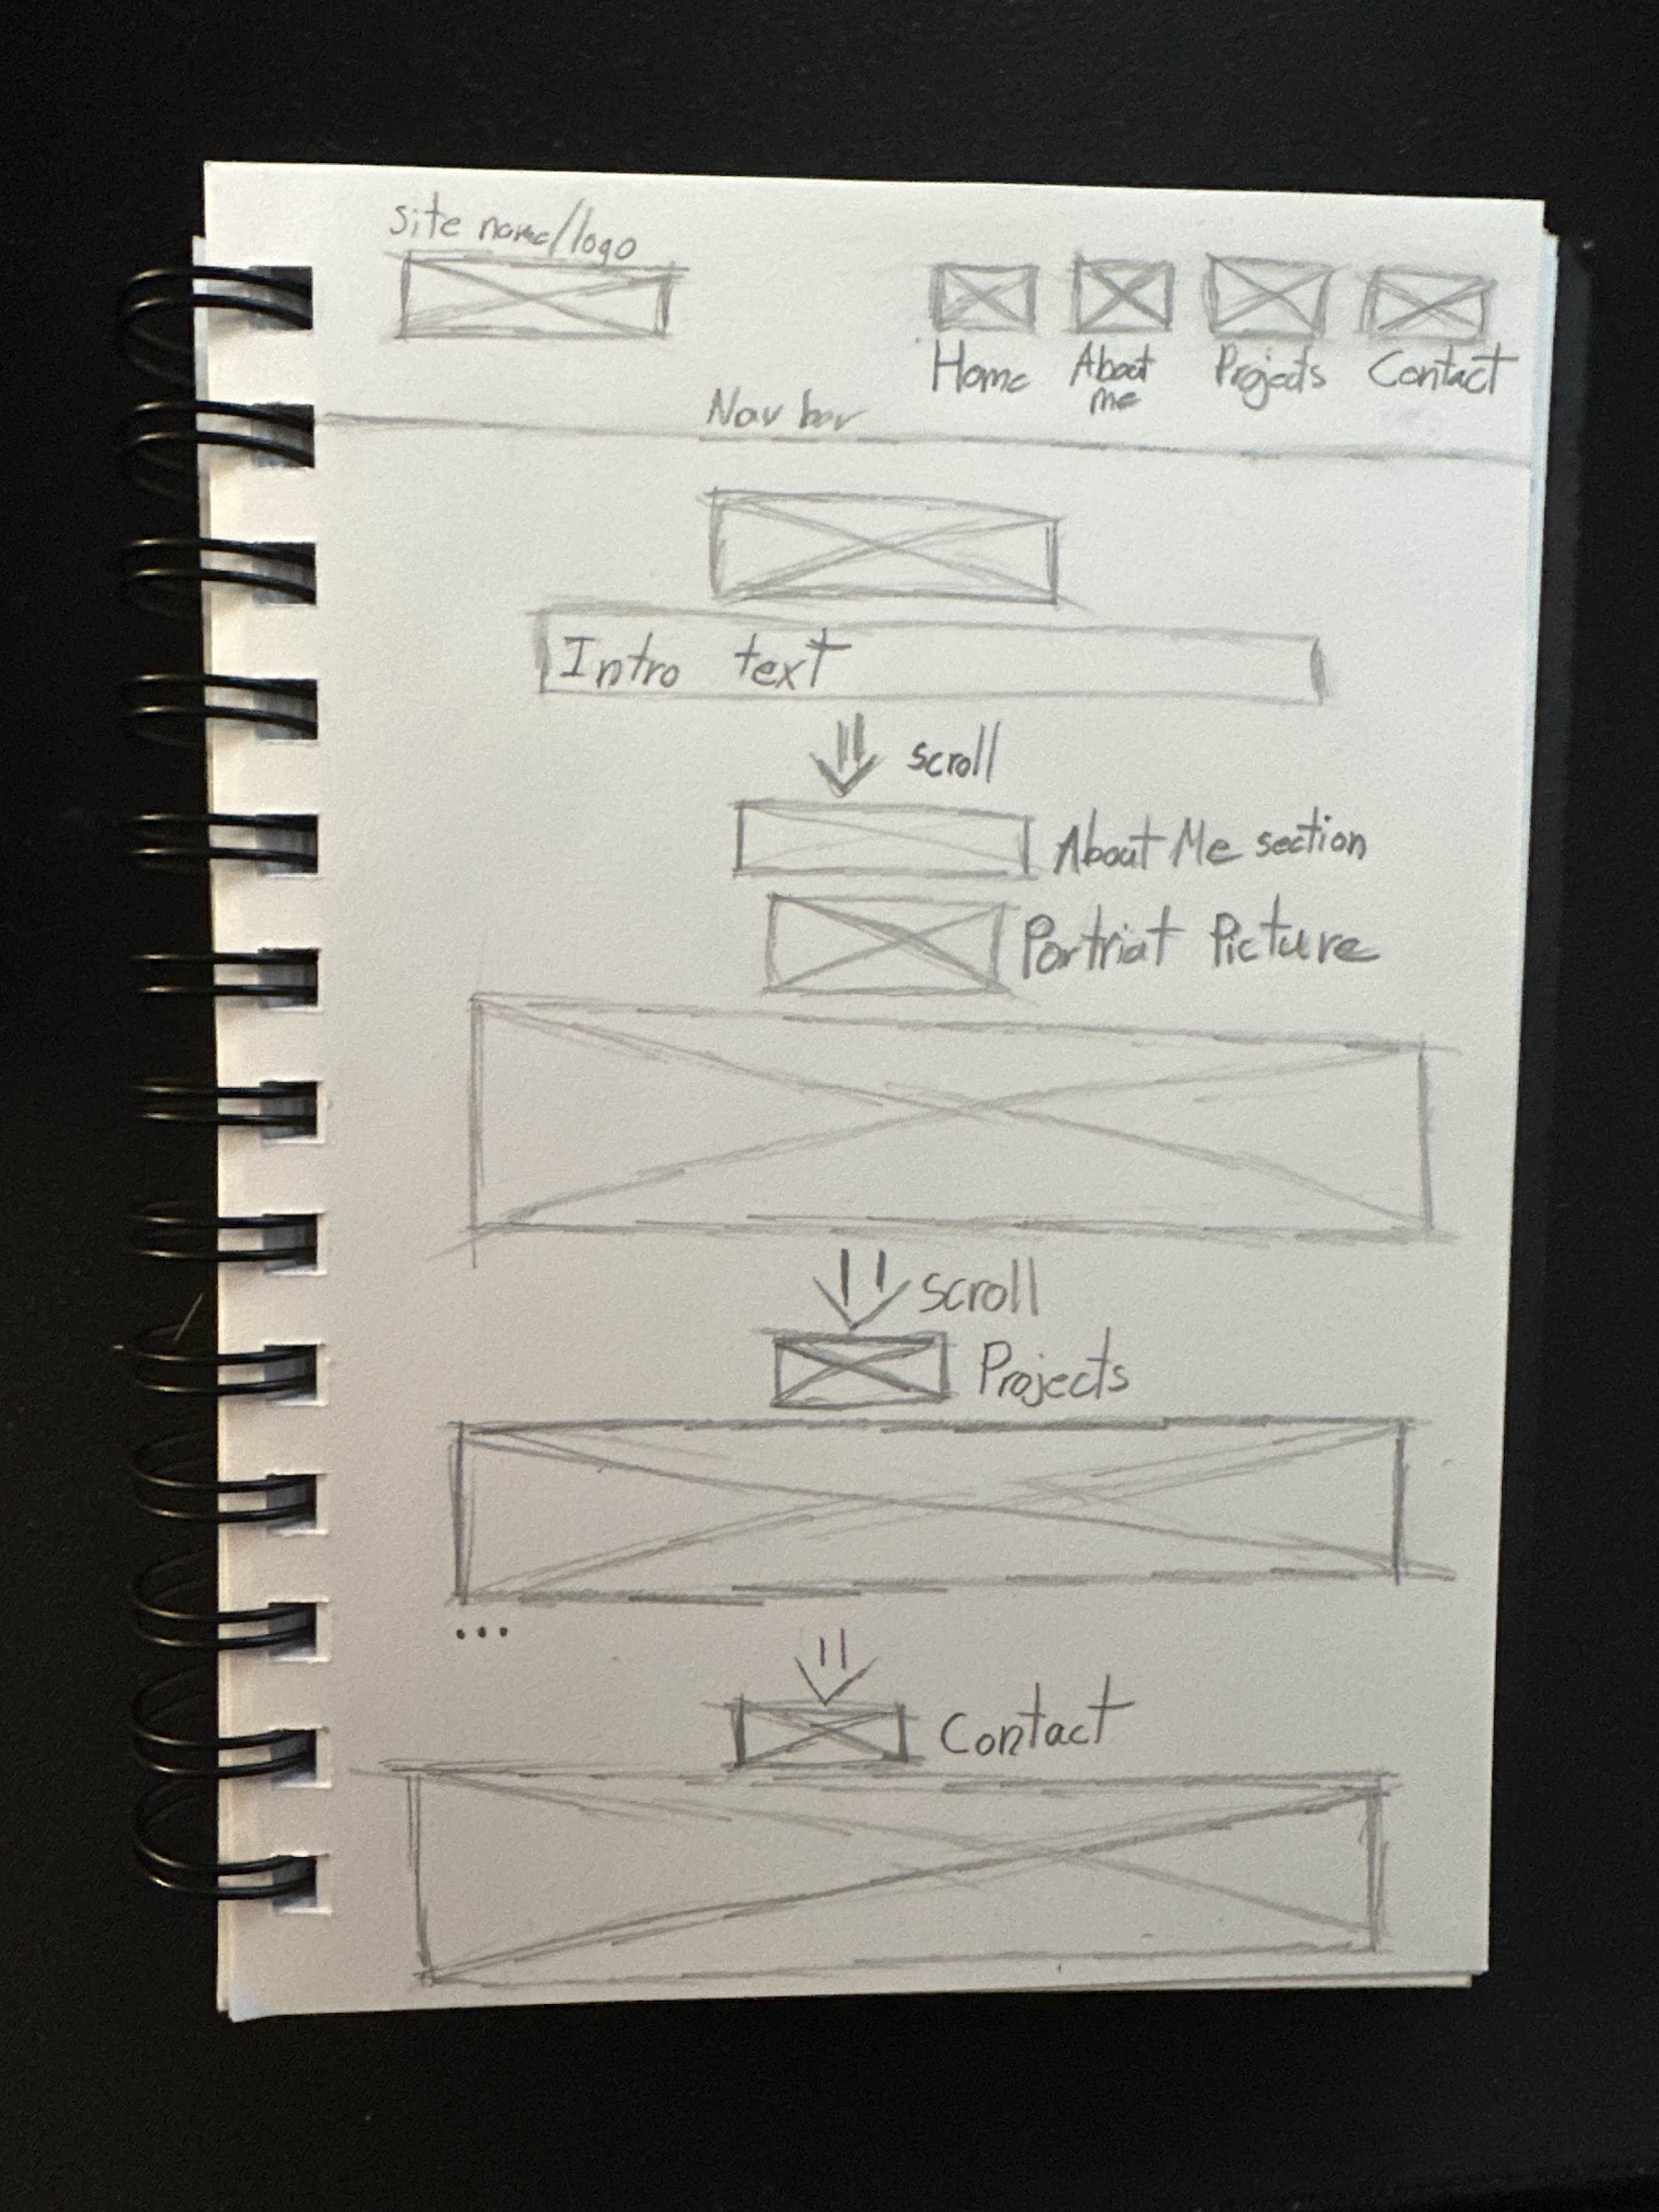 site name/logo
Home About Projects Contact
me
Nav bar
Intro text
scroll
About Me section
Portriat Picture
scroll
Projects
...
Contact